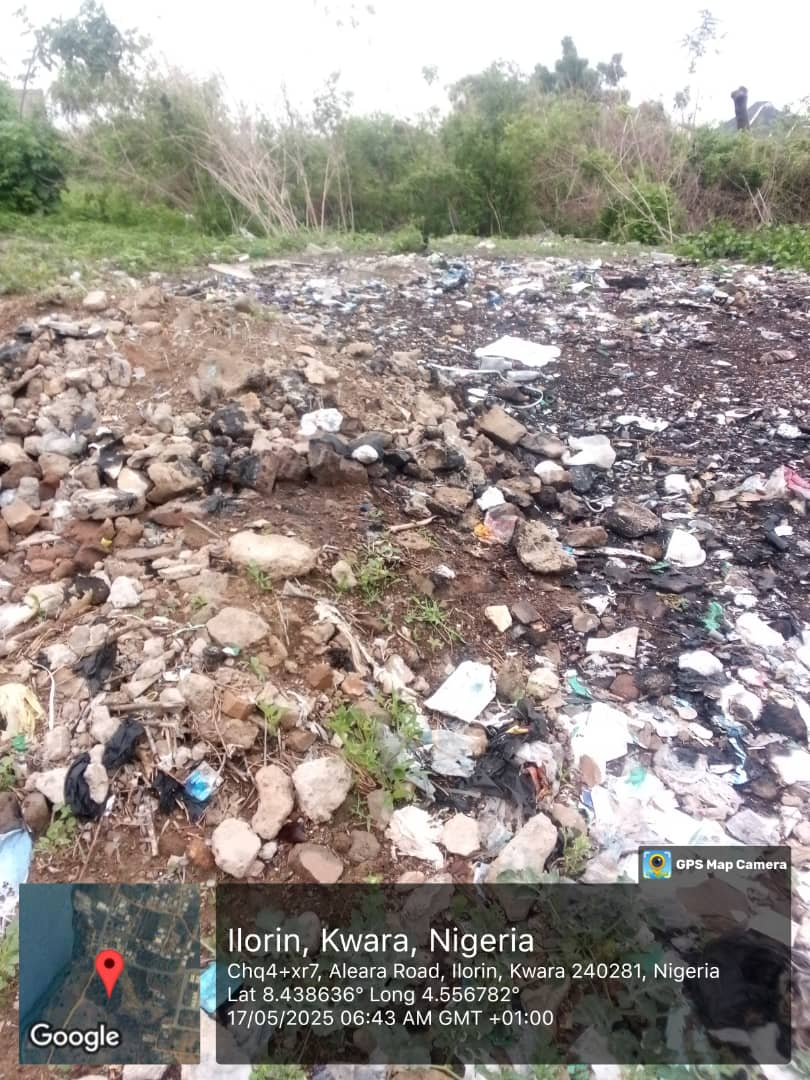 GPS Map Camera
Ilorin, Kwara, Nigeria
Chq4+xr7, Aleara Road, Ilorin, Kwara 240281, Nigeria
Lat 8.438636° Long 4.556782°
17/05/2025 06:43 AM GMT +01:00
Google